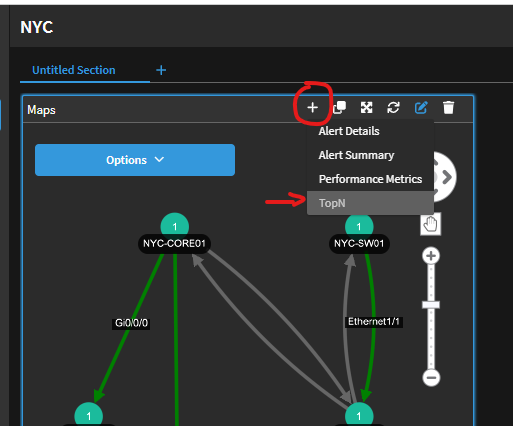 NYC
Untitled Section +
Maps
Alert Details
Options
Alert Summary
Performance Metrics
TopN
1
1
NYC-CORE01
NYC-SW01
Gi0/0/0
Ethernet1/1
1
1